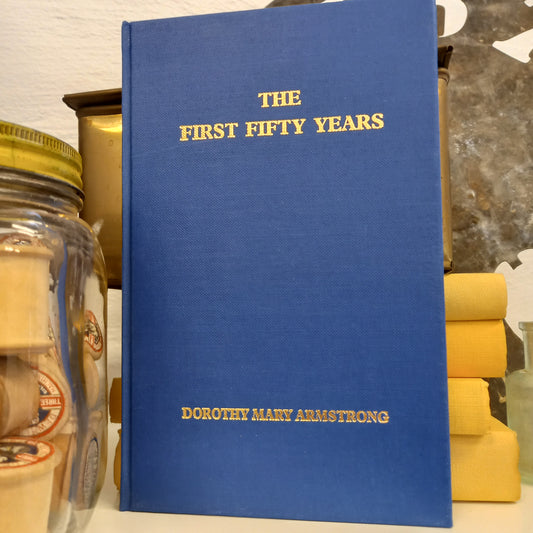 THE
FIRST FIFTY YEARS
DOROTHY MARY ARMSTRONG